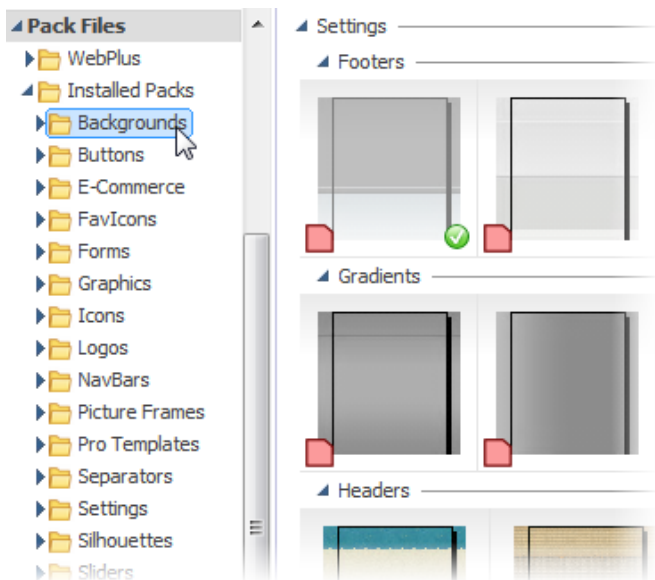 Pack Files
WebPlus
Installed Packs
Backgrounds
Buttons
E-Commerce
FavIcons
Forms
Graphics
Icons
Logos
NavBars
Picture Frames
Pro Templates
Separators
Settings
Silhouettes
Sliders
Settings
Footers
Gradients
Headers